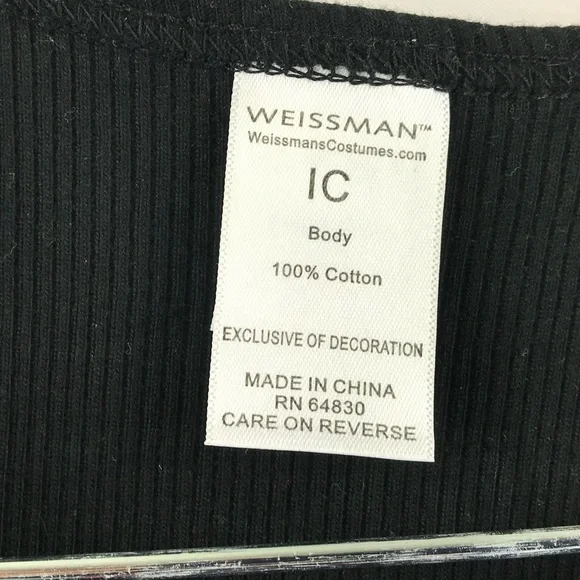 WEISSMAN™
WeissmansCostumes.com
IC
Body
100% Cotton
EXCLUSIVE OF DECORATION
MADE IN CHINA
RN 64830
CARE ON REVERSE